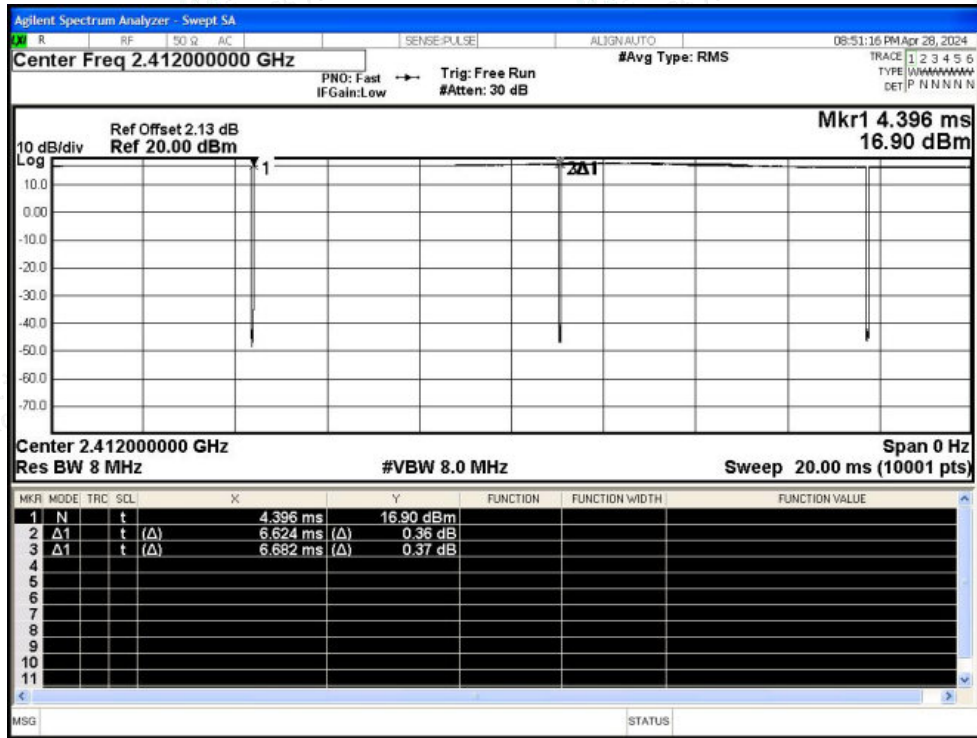 Agilent Spectrum Analyzer - Swept SA
LXI R RF 50 Ω AC SENSE:PULSE ALIGNAUTO 08:51:16 PM Apr 28, 2024
Center Freq 2.412000000 GHz
#Avg Type: RMS
TRACE 1 2 3 4 5 6
PNO: Fast Trig: Free Run
TYPE WWWWWW
IFGain:Low #Atten: 30 dB
DET P N N N N N
Mkr1 4.396 ms
Ref Offset 2.13 dB
10 dB/div Ref 20.00 dBm 16.90 dBm
Log
1 2Δ1
10.0
0.00
-10.0
-20.0
-30.0
-40.0
-50.0
-60.0
-70.0
Center 2.412000000 GHz Span 0 Hz
Res BW 8 MHz #VBW 8.0 MHz Sweep 20.00 ms (10001 pts)
MKR MODE TRC SCL X Y FUNCTION FUNCTION WIDTH FUNCTION VALUE
1 N t 4.396 ms 16.90 dBm
2 Δ1 t (Δ) 6.624 ms (Δ) 0.36 dB
3 Δ1 t (Δ) 6.682 ms (Δ) 0.37 dB
4
5
6
7
8
9
10
11
MSG STATUS